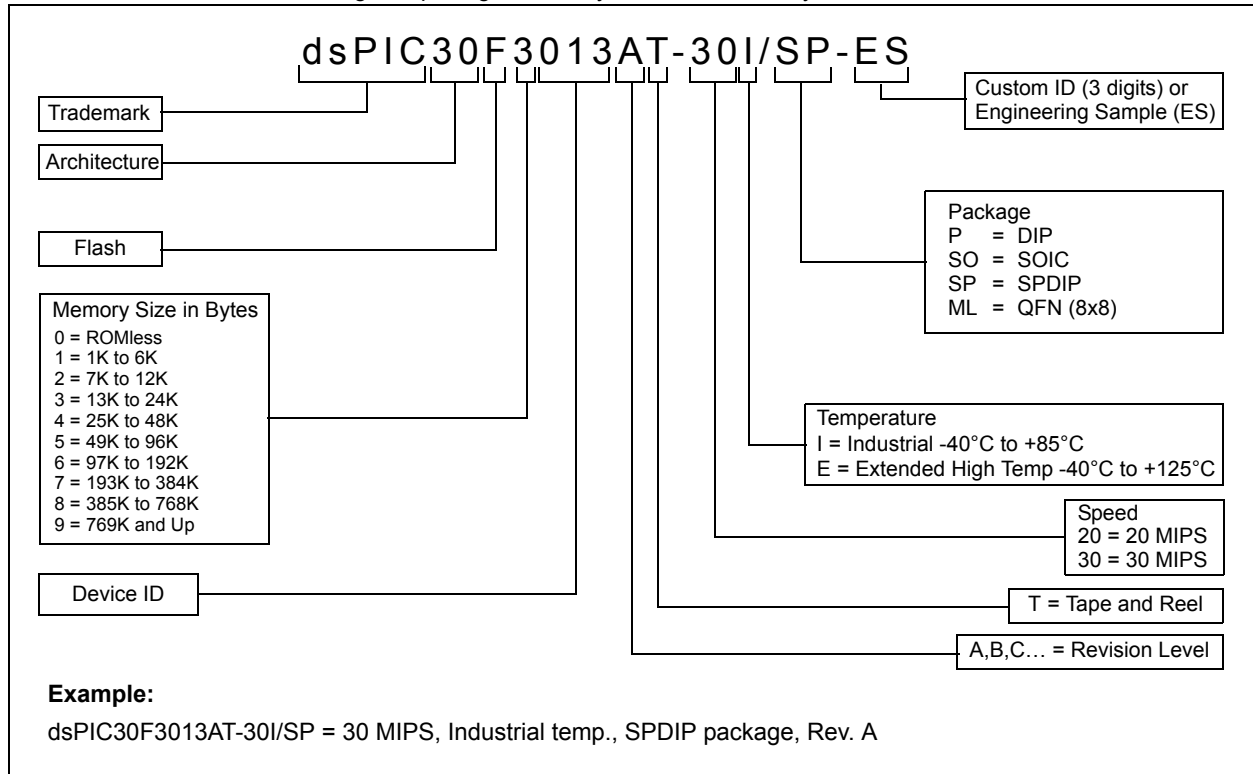 dsPIC30F3013AT-30I/SP-ES
Trademark
Architecture
Flash
Memory Size in Bytes
0 = ROMless
1 = 1K to 6K
2 = 7K to 12K
3 = 13K to 24K
4 = 25K to 48K
5 = 49K to 96K
6 = 97K to 192K
7 = 193K to 384K
8 = 385K to 768K
9 = 769K and Up
Device ID
Custom ID (3 digits) or
Engineering Sample (ES)
Package
P = DIP
SO = SOIC
SP = SPDIP
ML = QFN (8x8)
Temperature
I = Industrial -40°C to +85°C
E = Extended High Temp -40°C to +125°C
Speed
20 = 20 MIPS
30 = 30 MIPS
T = Tape and Reel
A,B,C… = Revision Level
Example:
dsPIC30F3013AT-30I/SP = 30 MIPS, Industrial temp., SPDIP package, Rev. A